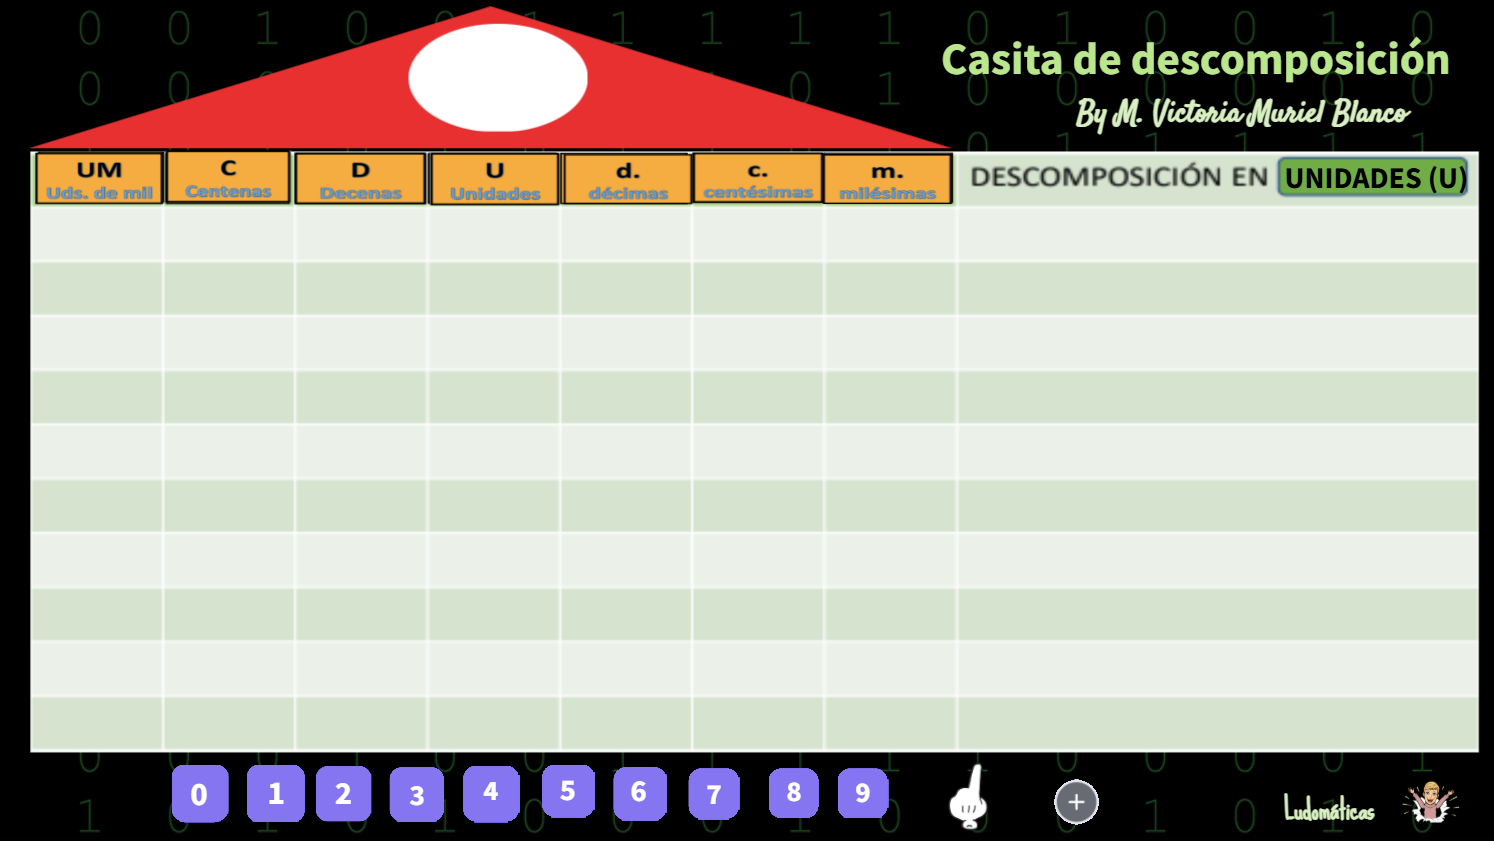 Casita de descomposición
By M. Victoria Muriel Blanco
UM C D U d. c. m.
Uds. de mil Centenas Decenas Unidades décimas centésimas milésimas
DESCOMPOSICIÓN EN UNIDADES (U)
0 1 2 3 4 5 6 7 8 9 +
Ludomáticas